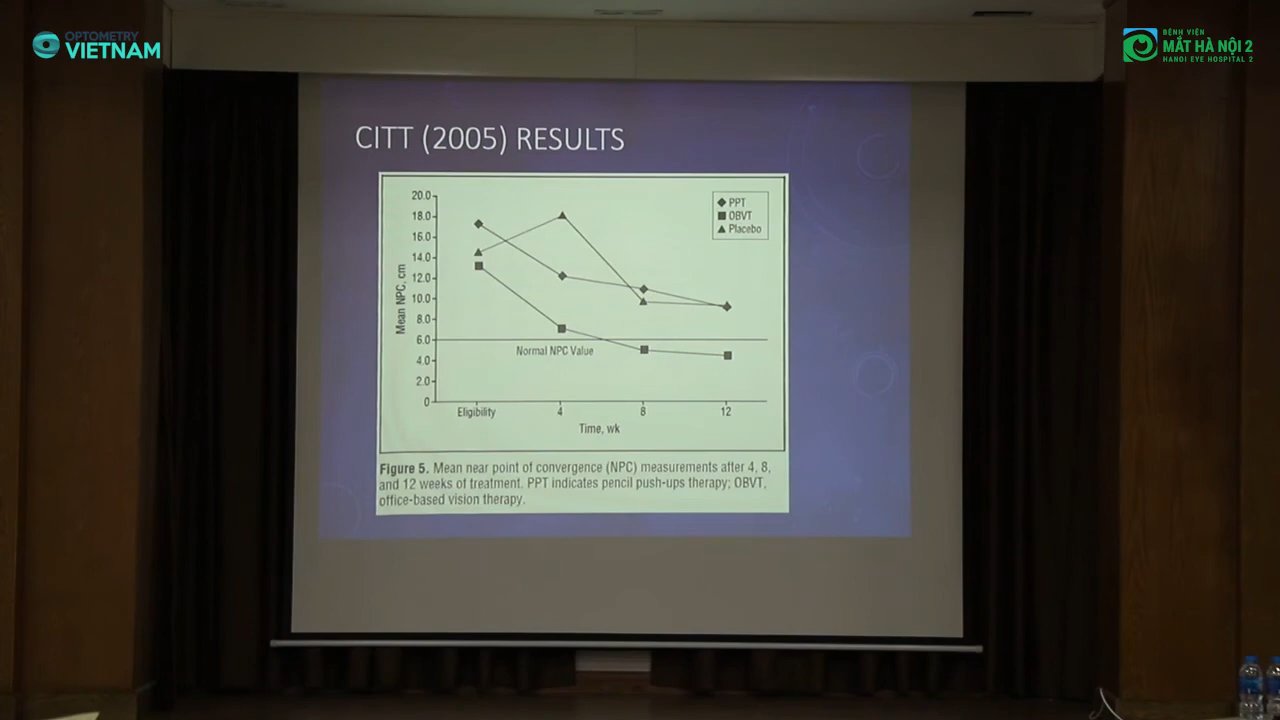 OPTOMETRY
VIETNAM
BỆNH VIỆN
MẮT HÀ NỘI 2
HANOI EYE HOSPITAL 2
CITT (2005) RESULTS
20.0
18.0
16.0
14.0
12.0
10.0
8.0
6.0
4.0
2.0
0
Mean NPC, cm
PPT
OBVT
Placebo
Normal NPC Value
Eligibility 4 8 12
Time, wk
Figure 5. Mean near point of convergence (NPC) measurements after 4, 8,
and 12 weeks of treatment. PPT indicates pencil push-ups therapy; OBVT,
office-based vision therapy.